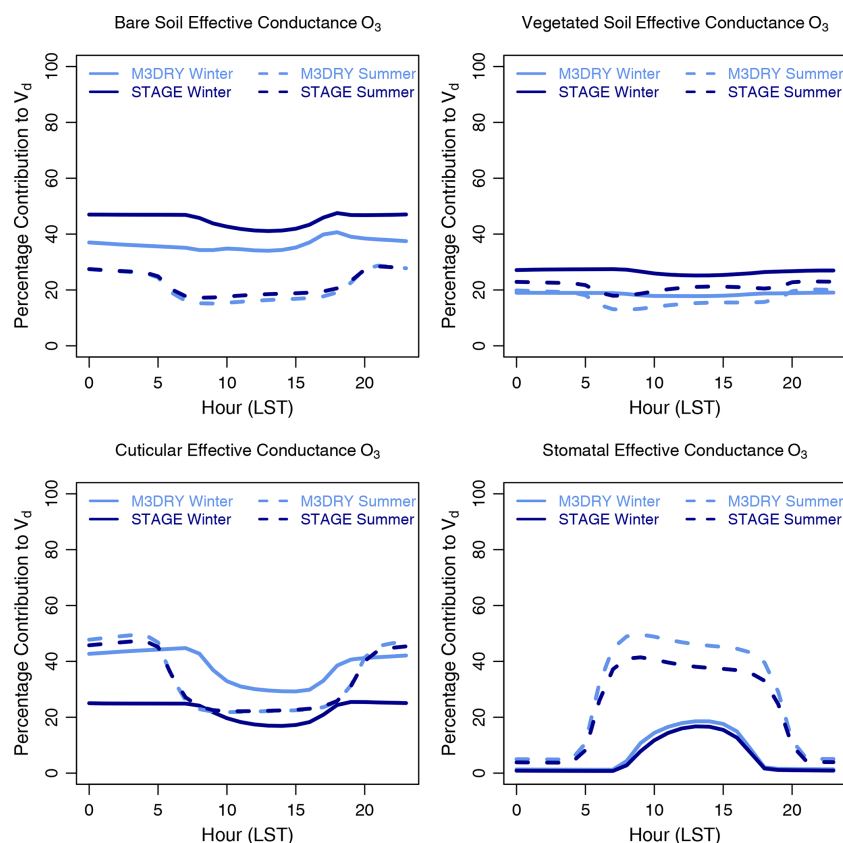 Bare Soil Effective Conductance O3
Percentage Contribution to Vd
M3DRY Winter
M3DRY Summer
STAGE Winter
STAGE Summer
100
80
60
40
20
0
0 5 10 15 20
Hour (LST)
Vegetated Soil Effective Conductance O3
Percentage Contribution to Vd
M3DRY Winter
M3DRY Summer
STAGE Winter
STAGE Summer
100
80
60
40
20
0
0 5 10 15 20
Hour (LST)
Cuticular Effective Conductance O3
Percentage Contribution to Vd
M3DRY Winter
M3DRY Summer
STAGE Winter
STAGE Summer
100
80
60
40
20
0
0 5 10 15 20
Hour (LST)
Stomatal Effective Conductance O3
Percentage Contribution to Vd
M3DRY Winter
M3DRY Summer
STAGE Winter
STAGE Summer
100
80
60
40
20
0
0 5 10 15 20
Hour (LST)